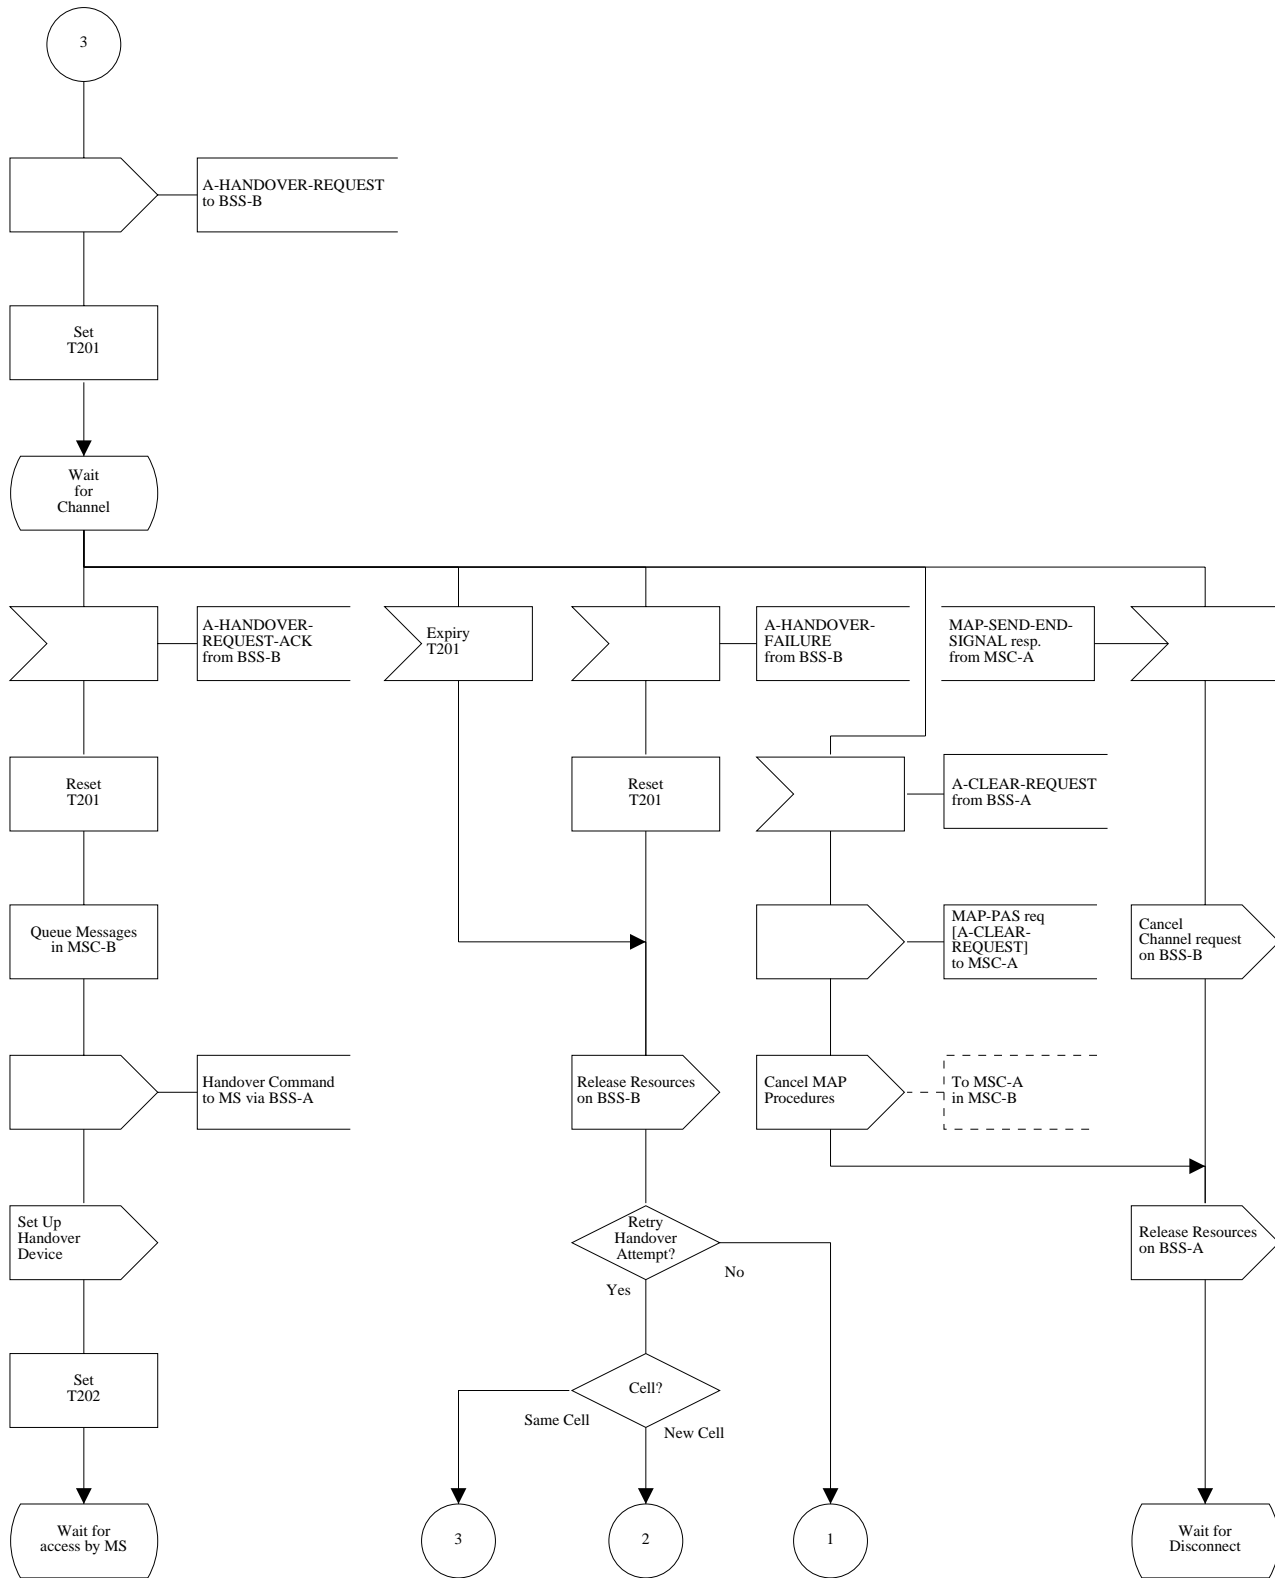 3
A-HANDOVER-REQUEST
to BSS-B
Set
T201
Wait
for
Channel
A-HANDOVER-
REQUEST-ACK
from BSS-B
Expiry
T201
A-HANDOVER-
FAILURE
from BSS-B
MAP-SEND-END-
SIGNAL resp.
from MSC-A
Reset
T201
Reset
T201
A-CLEAR-REQUEST
from BSS-A
Queue Messages
in MSC-B
MAP-PAS req
[A-CLEAR-
REQUEST]
to MSC-A
Cancel
Channel request
on BSS-B
Handover Command
to MS via BSS-A
Release Resources
on BSS-B
Cancel MAP
Procedures
To MSC-A
in MSC-B
Set Up
Handover
Device
Retry
Handover
Attempt?
No
Yes
Release Resources
on BSS-A
Set
T202
Cell?
Same Cell
New Cell
Wait for
access by MS
3
2
1
Wait for
Disconnect